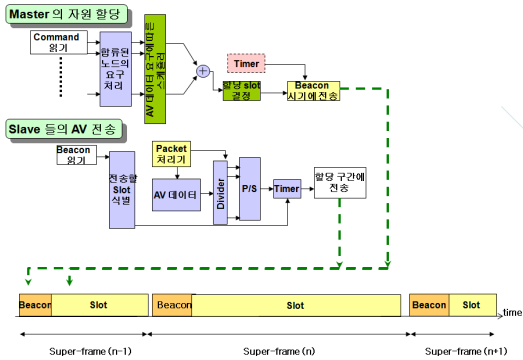 Master 의 자원 할당
Command
읽기
합류된
노드의
요구
처리
AV 데이터 요구에 따른
스케쥴러
Timer
할당 slot
결정
Beacon
시기에 전송
Slave 들의 AV 전송
Beacon
읽기
전송할
Slot
식별
Packet
처리기
AV 데이터
Divider
P/S
Timer
할당 구간에
전송
Beacon
Slot
Beacon
Slot
Beacon
Slot
time
Super-frame (n-1)
Super-frame (n)
Super-frame (n+1)